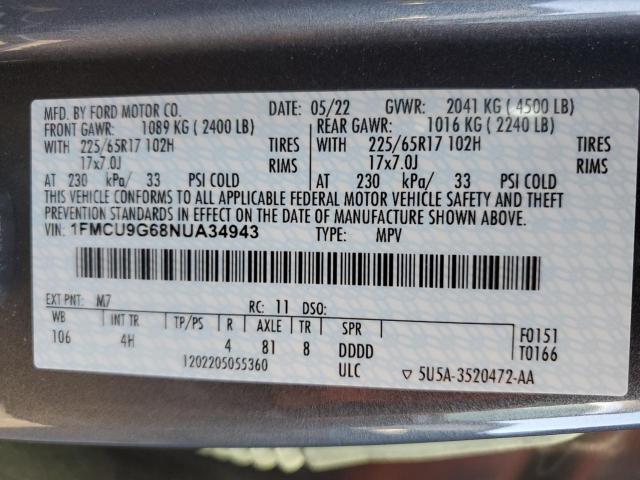 MFD. BY FORD MOTOR CO. DATE: 05/22 GVWR: 2041 KG ( 4500 LB)
FRONT GAWR: 1089 KG ( 2400 LB) REAR GAWR: 1016 KG ( 2240 LB)
WITH 225/65R17 102H TIRES WITH 225/65R17 102H TIRES
17x7.0J RIMS 17x7.0J RIMS
AT 230 kPa/ 33 PSI COLD AT 230 kPa/ 33 PSI COLD
THIS VEHICLE CONFORMS TO ALL APPLICABLE FEDERAL MOTOR VEHICLE SAFETY AND THEFT
PREVENTION STANDARDS IN EFFECT ON THE DATE OF MANUFACTURE SHOWN ABOVE.
VIN: 1FMCU9G68NUA34943 TYPE: MPV
EXT PNT: M7 RC: 11 DSO:
WB INT TR TP/PS R AXLE TR SPR F0151
106 4H 4 81 8 DDDD T0166
1202205055360 ULC ▽ 5U5A-3520472-AA